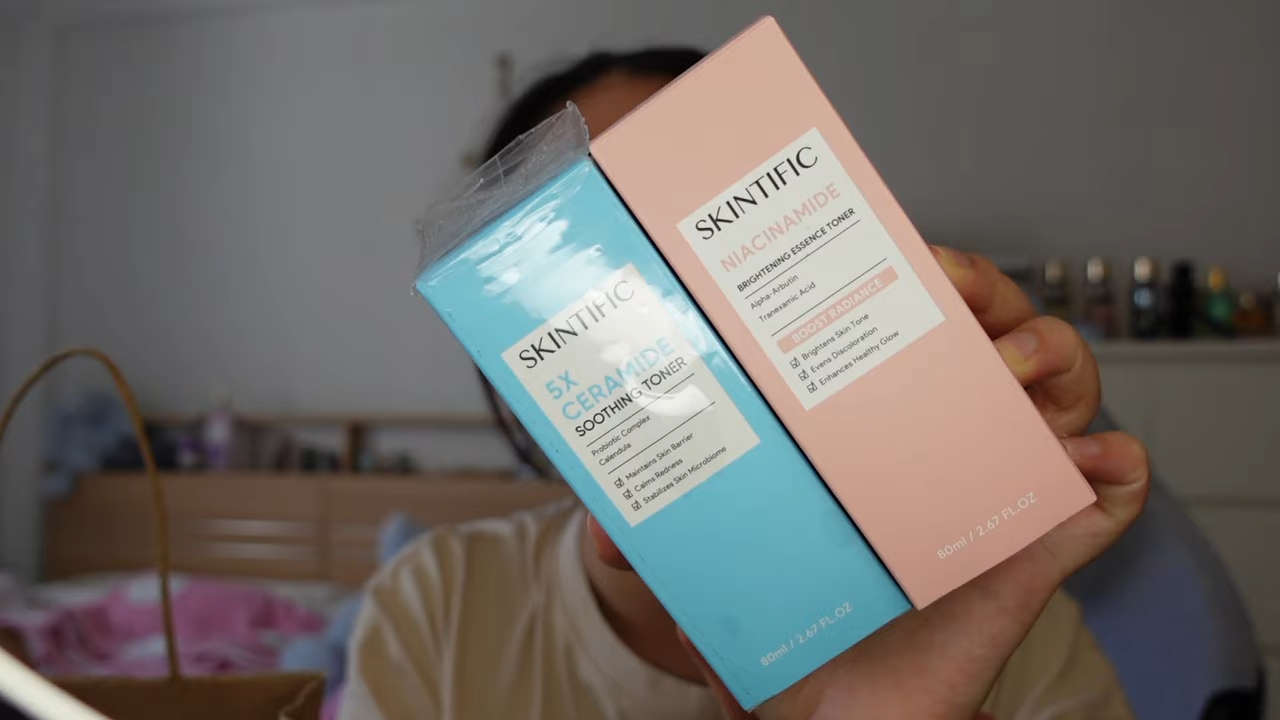 SKINTIFIC
5X
CERAMIDE
SOOTHING TONER
Probiotic Complex
Calendula
☑ Maintains Skin Barrier
☑ Calms Redness
☑ Stabilizes Skin Microbiome
80ml / 2.67 FL.OZ
SKINTIFIC
NIACINAMIDE
BRIGHTENING ESSENCE TONER
Alpha-Arbutin
Tranexamic Acid
BOOST RADIANCE
☑ Brightens Skin Tone
☑ Evens Discoloration
☑ Enhances Healthy Glow
80ml / 2.67 FL.OZ